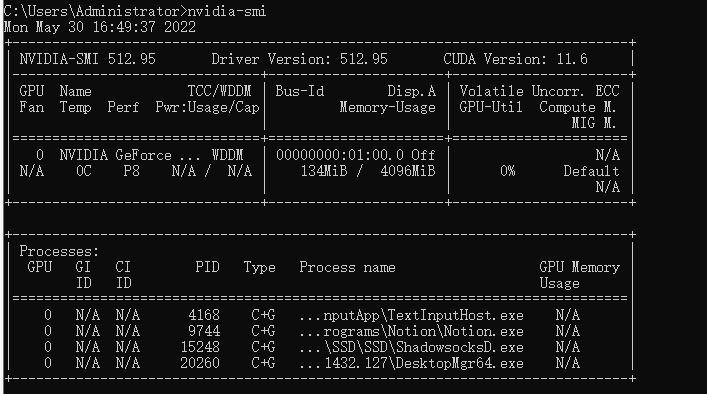 C:\Users\Administrator>nvidia-smi
Mon May 30 16:49:37 2022
+-----------------------------------------------------------------------------+
| NVIDIA-SMI 512.95       Driver Version: 512.95       CUDA Version: 11.6     |
|-------------------------------+----------------------+----------------------+
| GPU  Name            TCC/WDDM | Bus-Id        Disp.A | Volatile Uncorr. ECC |
| Fan  Temp  Perf  Pwr:Usage/Cap|         Memory-Usage | GPU-Util  Compute M. |
|                               |                      |               MIG M. |
|===============================+======================+======================|
|   0  NVIDIA GeForce ... WDDM  | 00000000:01:00.0 Off |                  N/A |
| N/A    0C    P8    N/A /  N/A |    134MiB /  4096MiB |      0%      Default |
|                               |                      |                  N/A |
+-------------------------------+----------------------+----------------------+
+-----------------------------------------------------------------------------+
| Processes:                                                                  |
|  GPU   GI   CI        PID   Type   Process name                  GPU Memory |
|        ID   ID                                                   Usage      |
|=============================================================================|
|    0   N/A  N/A      4168    C+G   ...nputApp\TextInputHost.exe    N/A      |
|    0   N/A  N/A      9744    C+G   ...rograms\Notion\Notion.exe    N/A      |
|    0   N/A  N/A     15248    C+G   ...\SSD\SSD\ShadowsocksD.exe    N/A      |
|    0   N/A  N/A     20260    C+G   ...1432.127\DesktopMgr64.exe    N/A      |
+-----------------------------------------------------------------------------+